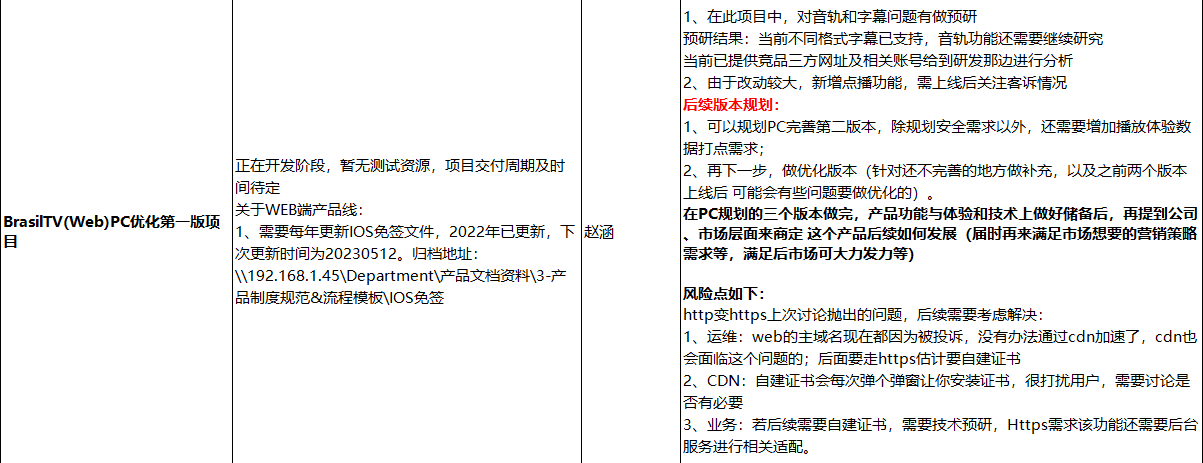 BrasilTV(Web)PC优化第一版项
目
正在开发阶段，暂无测试资源，项目交付周期及时
间待定
关于WEB端产品线：
1、需要每年更新IOS免签文件，2022年已更新，下
次更新时间为20230512。归档地址：
\\192.168.1.45\Department\产品文档资料\3-产
品制度规范&流程模板\IOS免签
赵涵
1、在此项目中，对音轨和字幕问题有做预研
预研结果：当前不同格式字幕已支持，音轨功能还需要继续研究
当前已提供竞品三方网址及相关账号给到研发那边进行分析
2、由于改动较大，新增点播功能，需上线后关注客诉情况
后续版本规划：
1、可以规划PC完善第二版本，除规划安全需求以外，还需要增加播放体验数
据打点需求；
2、再下一步，做优化版本（针对还不完善的地方做补充，以及之前两个版本
上线后 可能会有些问题要做优化的）。
在PC规划的三个版本做完，产品功能与体验和技术上做好储备后，再提到公司
、市场层面来商定 这个产品后续如何发展（届时再来满足市场想要的营销策略
需求等，满足后市场可大力发力等）
风险点如下：
http变https上次讨论抛出的问题，后续需要考虑解决：
1、运维：web的主域名现在都因为被投诉，没有办法通过cdn加速了，cdn也
会面临这个问题的；后面要走https估计要自建证书
2、CDN：自建证书会每次弹个弹窗让你安装证书，很打扰用户，需要讨论是
否有必要
3、业务：若后续需要自建证书，需要技术预研，Https需求该功能还需要后台
服务进行相关适配。